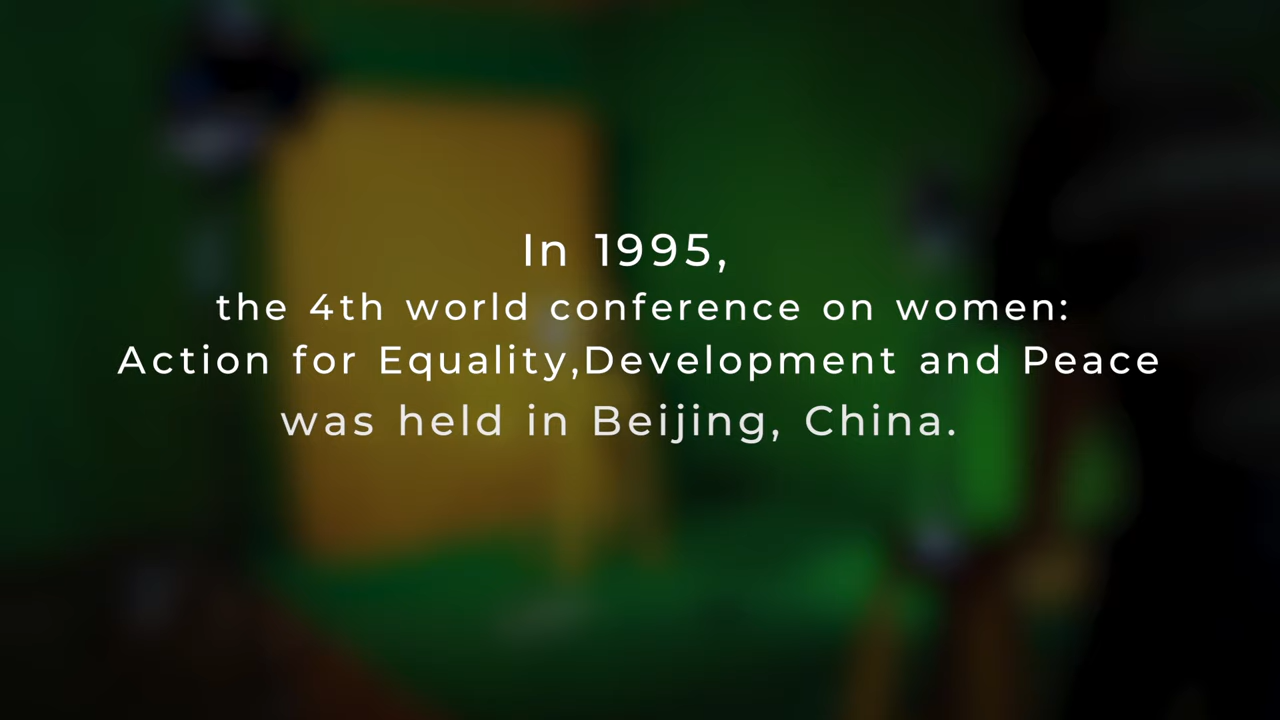 In 1995,
the 4th world conference on women:
Action for Equality,Development and Peace
was held in Beijing, China.